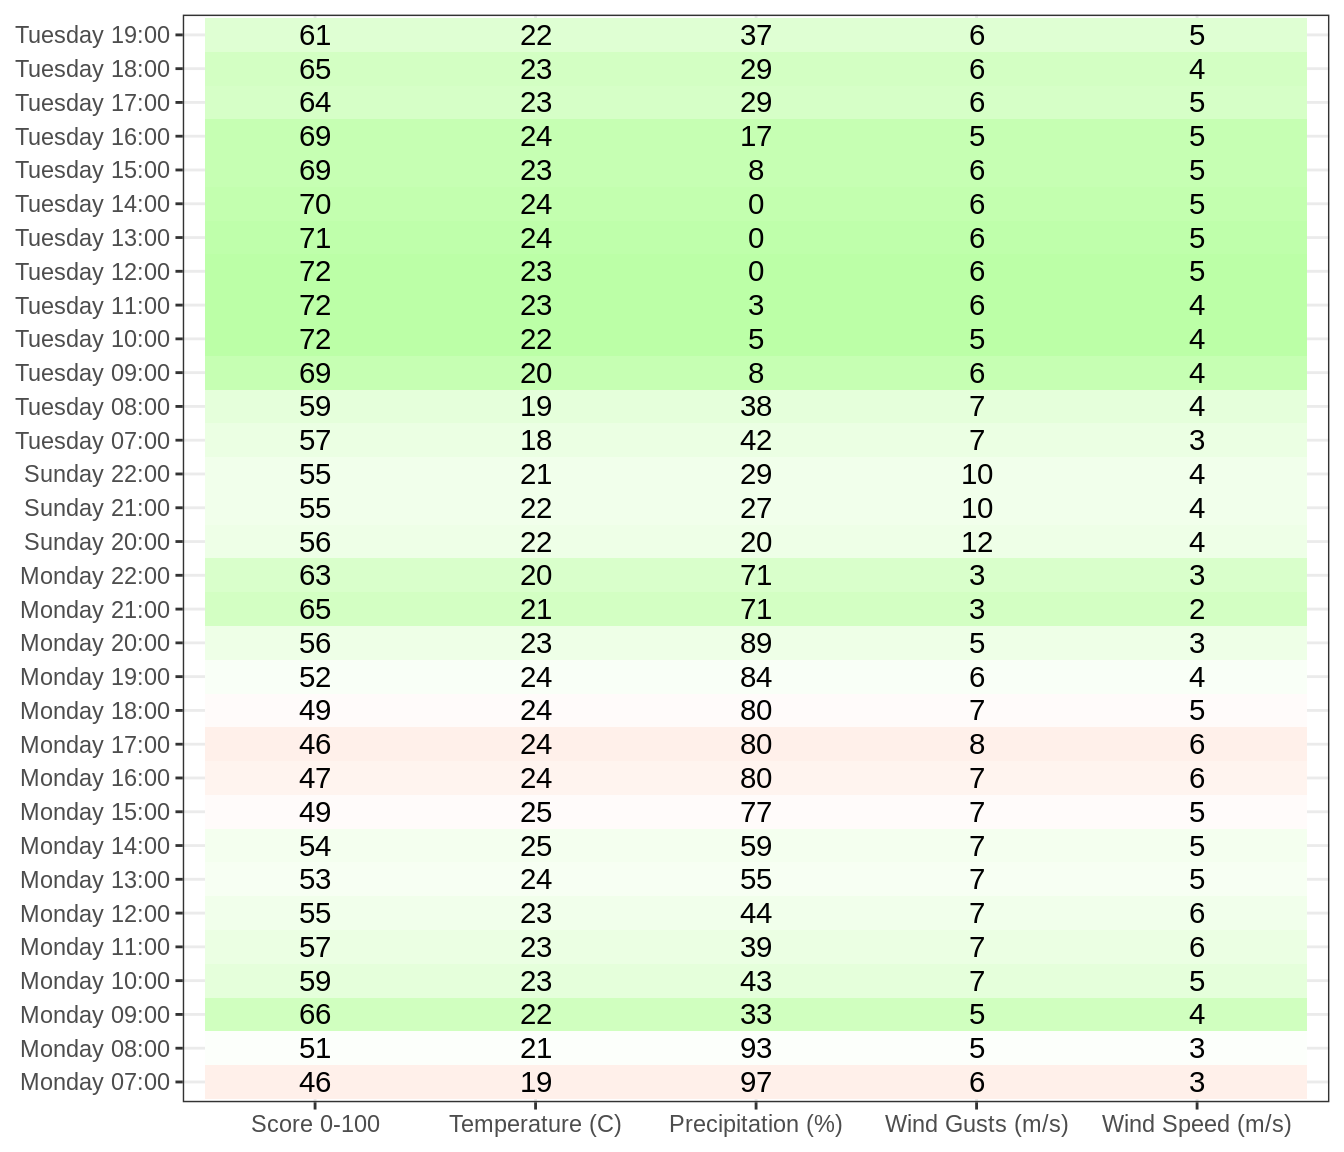 Tuesday 19:00 61 22 37 6 5
Tuesday 18:00 65 23 29 6 4
Tuesday 17:00 64 23 29 6 5
Tuesday 16:00 69 24 17 5 5
Tuesday 15:00 69 23 8 6 5
Tuesday 14:00 70 24 0 6 5
Tuesday 13:00 71 24 0 6 5
Tuesday 12:00 72 23 0 6 5
Tuesday 11:00 72 23 3 6 4
Tuesday 10:00 72 22 5 5 4
Tuesday 09:00 69 20 8 6 4
Tuesday 08:00 59 19 38 7 4
Tuesday 07:00 57 18 42 7 3
Sunday 22:00 55 21 29 10 4
Sunday 21:00 55 22 27 10 4
Sunday 20:00 56 22 20 12 4
Monday 22:00 63 20 71 3 3
Monday 21:00 65 21 71 3 2
Monday 20:00 56 23 89 5 3
Monday 19:00 52 24 84 6 4
Monday 18:00 49 24 80 7 5
Monday 17:00 46 24 80 8 6
Monday 16:00 47 24 80 7 6
Monday 15:00 49 25 77 7 5
Monday 14:00 54 25 59 7 5
Monday 13:00 53 24 55 7 5
Monday 12:00 55 23 44 7 6
Monday 11:00 57 23 39 7 6
Monday 10:00 59 23 43 7 5
Monday 09:00 66 22 33 5 4
Monday 08:00 51 21 93 5 3
Monday 07:00 46 19 97 6 3
Score 0-100 Temperature (C) Precipitation (%) Wind Gusts (m/s) Wind Speed (m/s)